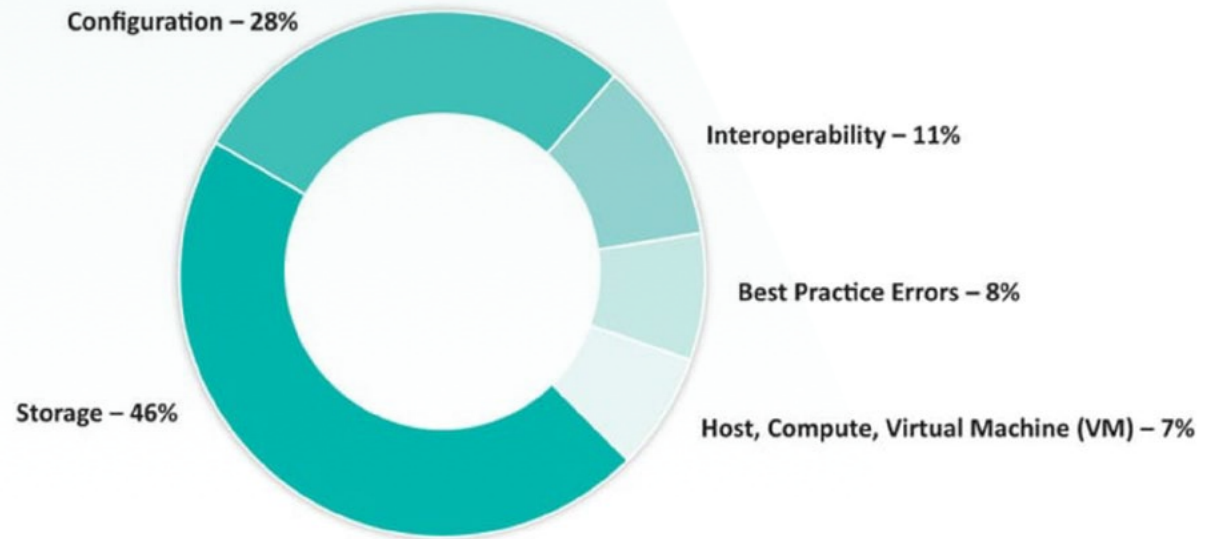 Configuration – 28%
Interoperability – 11%
Best Practice Errors – 8%
Storage – 46%
Host, Compute, Virtual Machine (VM) – 7%